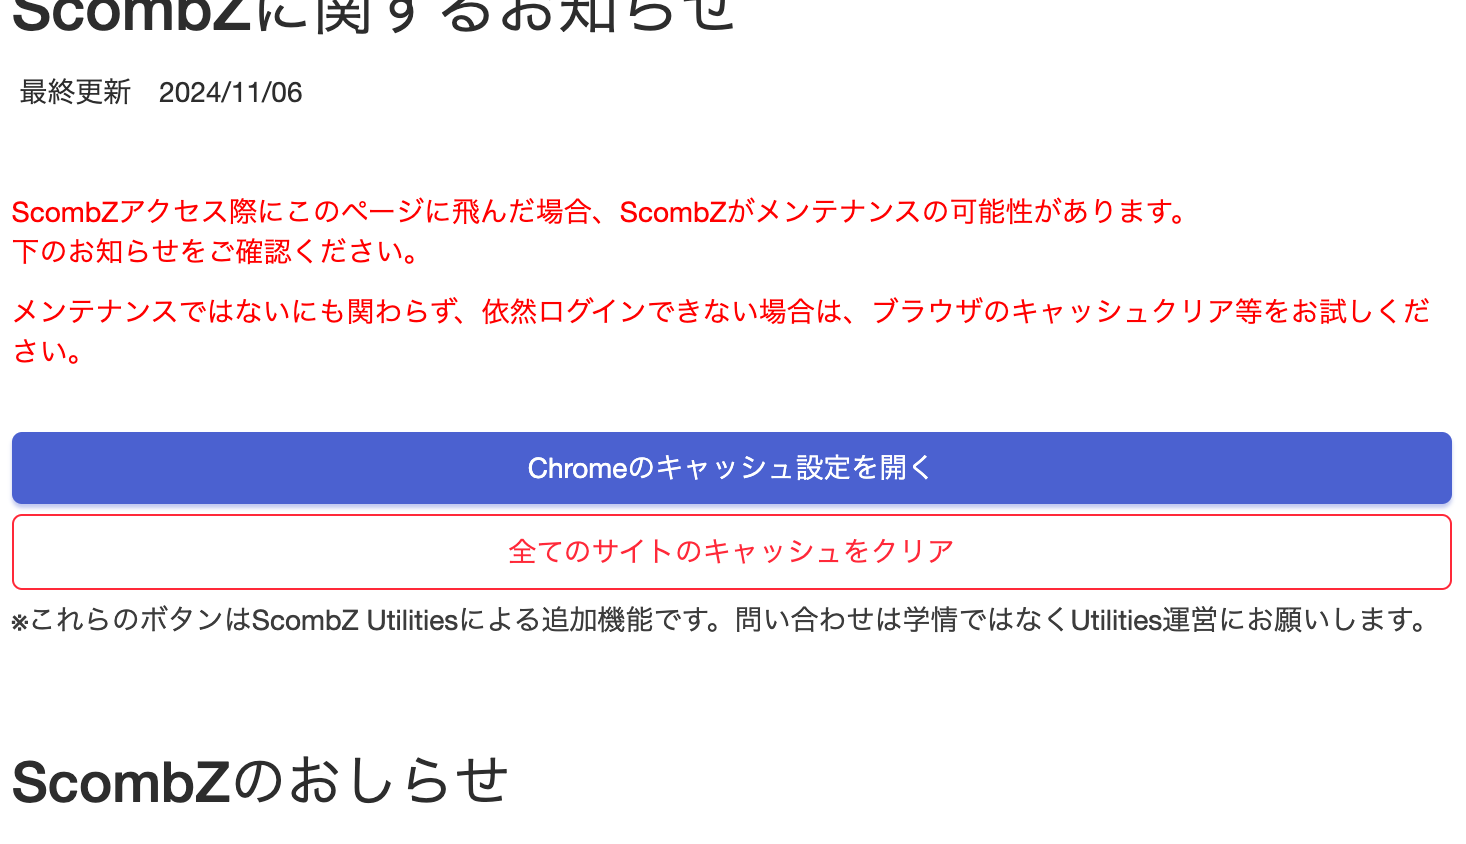 ScombZに関するお知らせ
最終更新　2024/11/06
ScombZアクセス際にこのページに飛んだ場合、ScombZがメンテナンスの可能性があります。
下のお知らせをご確認ください。
メンテナンスではないにも関わらず、依然ログインできない場合は、ブラウザのキャッシュクリア等をお試しくだ
さい。
Chromeのキャッシュ設定を開く
全てのサイトのキャッシュをクリア
※これらのボタンはScombZ Utilitiesによる追加機能です。問い合わせは学情ではなくUtilities運営にお願いします。
ScombZのおしらせ